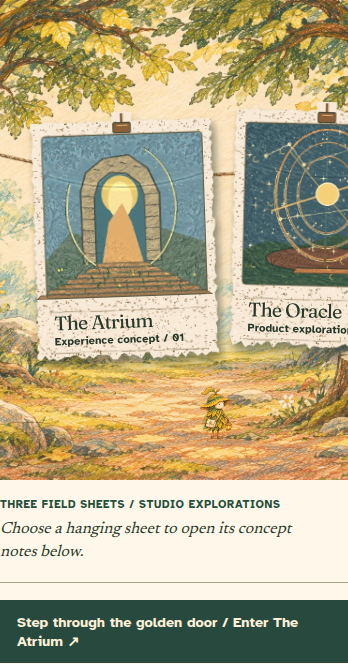 The Atrium
Experience concept / 01
The Oracle
Product
THREE FIELD SHEETS / STUDIO EXPLORATIONS
Choose a hanging sheet to open its concept
notes below.
Step through the golden door / Enter The
Atrium ↗